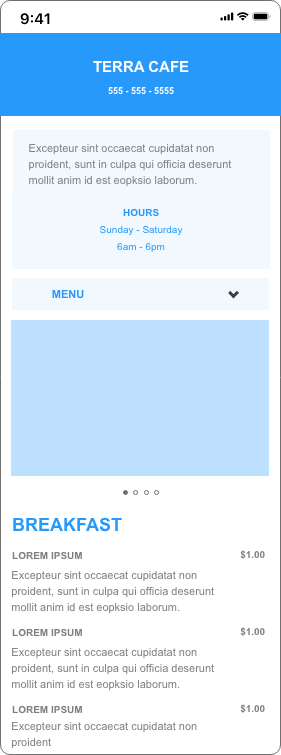 9:41
TERRA CAFE
555 - 555 - 5555
Excepteur sint occaecat cupidatat non
proident, sunt in culpa qui officia deserunt
mollit anim id est eopksio laborum.
HOURS
Sunday - Saturday
6am - 6pm
MENU
BREAKFAST
LOREM IPSUM $1.00
Excepteur sint occaecat cupidatat non
proident, sunt in culpa qui officia deserunt
mollit anim id est eopksio laborum.
LOREM IPSUM $1.00
Excepteur sint occaecat cupidatat non
proident, sunt in culpa qui officia deserunt
mollit anim id est eopksio laborum.
LOREM IPSUM $1.00
Excepteur sint occaecat cupidatat non
proident